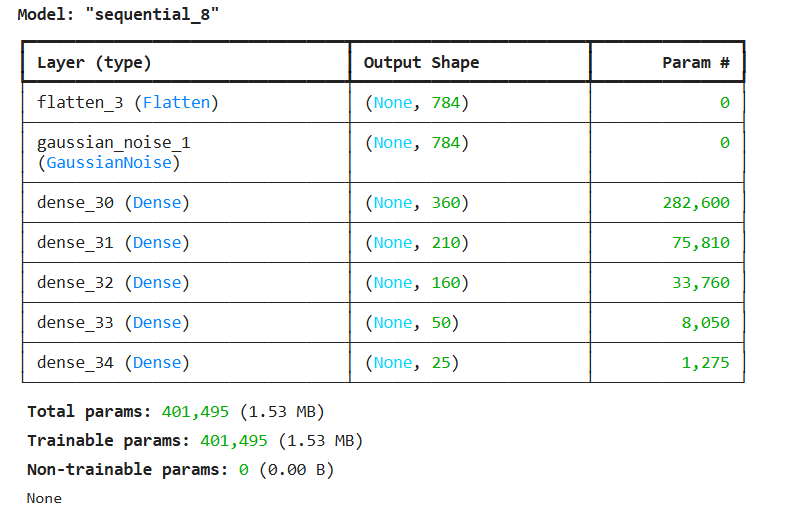 Model: "sequential_8"
Layer (type) Output Shape Param #
flatten_3 (Flatten) (None, 784) 0
gaussian_noise_1 (None, 784) 0
(GaussianNoise)
dense_30 (Dense) (None, 360) 282,600
dense_31 (Dense) (None, 210) 75,810
dense_32 (Dense) (None, 160) 33,760
dense_33 (Dense) (None, 50) 8,050
dense_34 (Dense) (None, 25) 1,275
Total params: 401,495 (1.53 MB)
Trainable params: 401,495 (1.53 MB)
Non-trainable params: 0 (0.00 B)
None